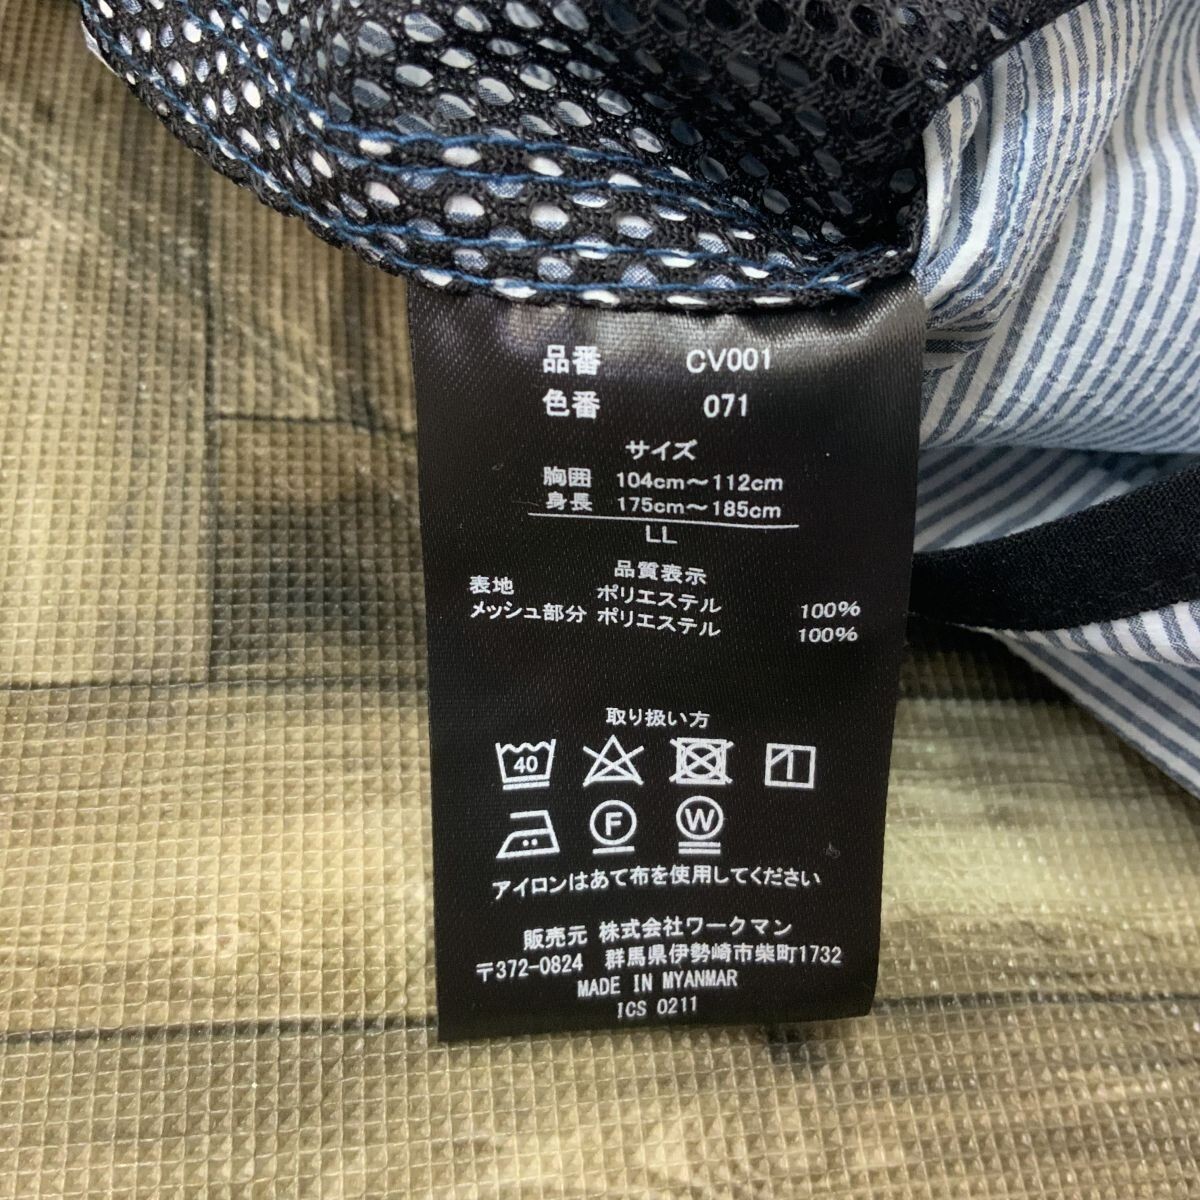 品番 CV001
色番 071
サイズ
胸囲 104cm～112cm
身長 175cm～185cm
LL
品質表示
表地 ポリエステル 100%
メッシュ部分 ポリエステル 100%
取り扱い方
40
F W
アイロンはあて布を使用してください
販売元 株式会社ワークマン
〒372-0824 群馬県伊勢崎市柴町1732
MADE IN MYANMAR
ICS 0211